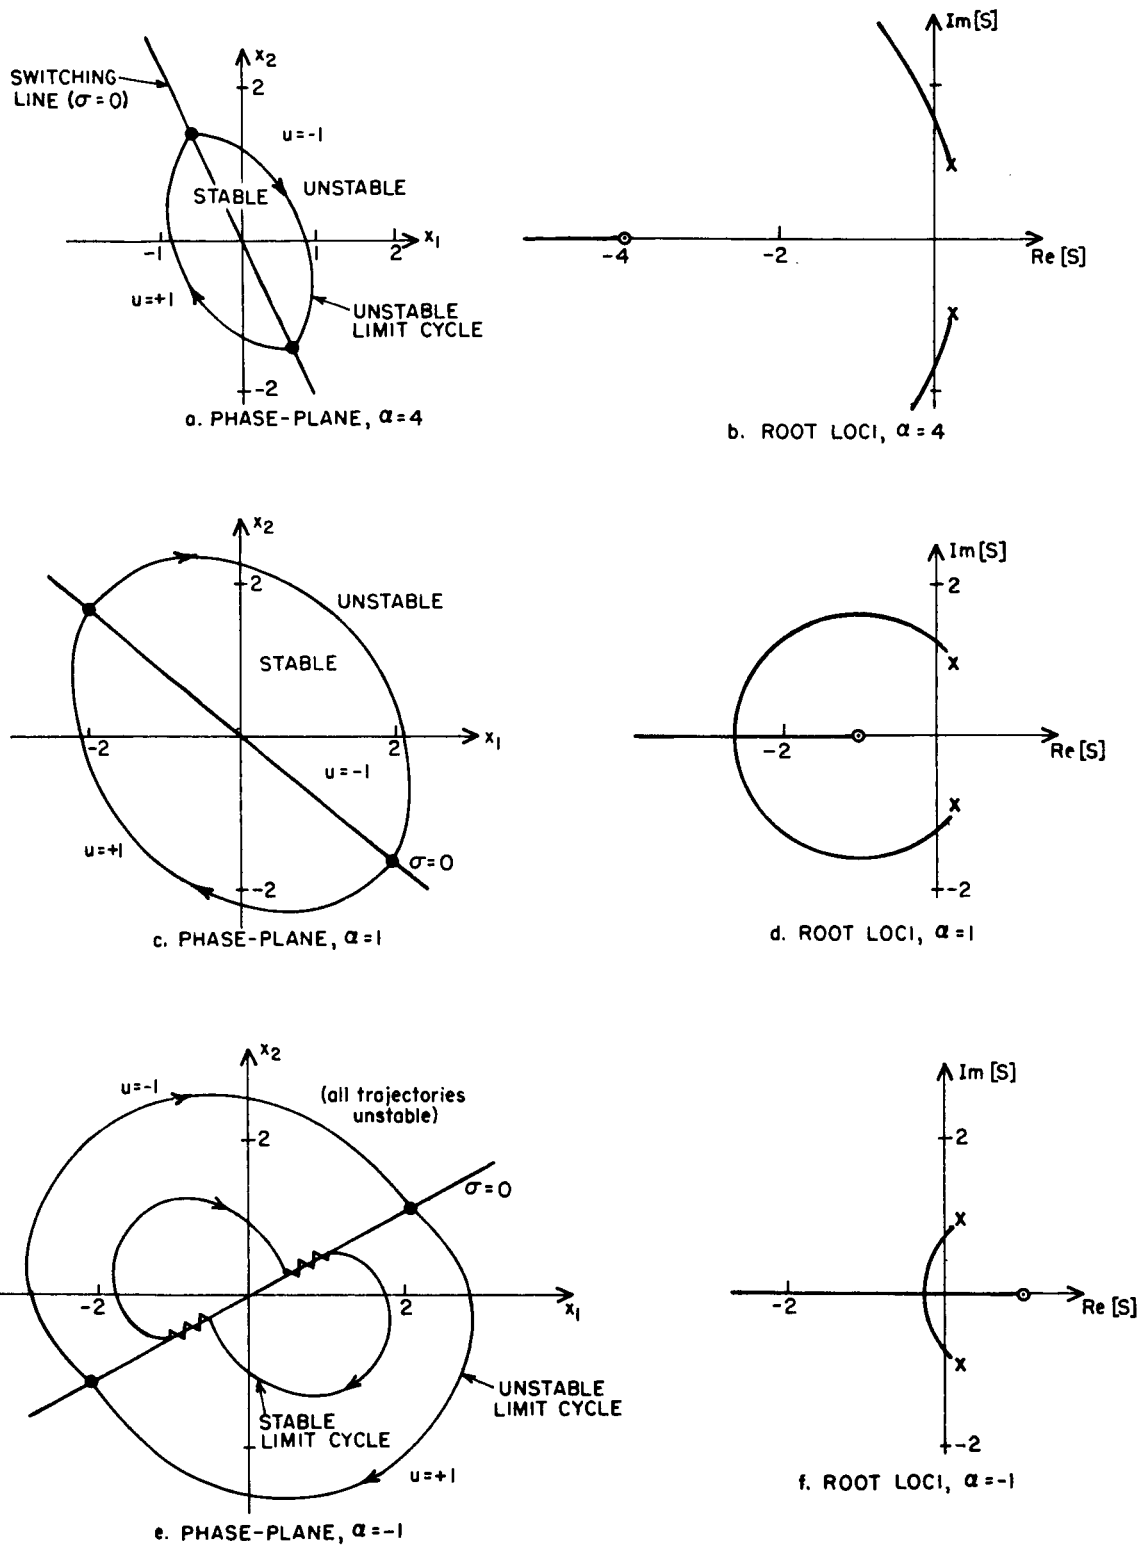 x2
SWITCHING
LINE (σ=0)
2
u=-1
STABLE
UNSTABLE
-1
1
2
x1
u=+1
UNSTABLE
LIMIT CYCLE
-2
a. PHASE-PLANE, α=4
Im[S]
x
-4
-2
Re[S]
x
b. ROOT LOCI, α=4
x2
2
UNSTABLE
STABLE
-2
2
x1
u=-1
u=+1
σ=0
-2
c. PHASE-PLANE, α=1
Im[S]
2
x
-2
Re[S]
x
-2
d. ROOT LOCI, α=1
x2
u=-1
(all trajectories
unstable)
2
σ=0
-2
2
x1
UNSTABLE
LIMIT CYCLE
STABLE
LIMIT CYCLE
u=+1
e. PHASE-PLANE, α=-1
Im[S]
2
x
-2
Re[S]
x
-2
f. ROOT LOCI, α=-1